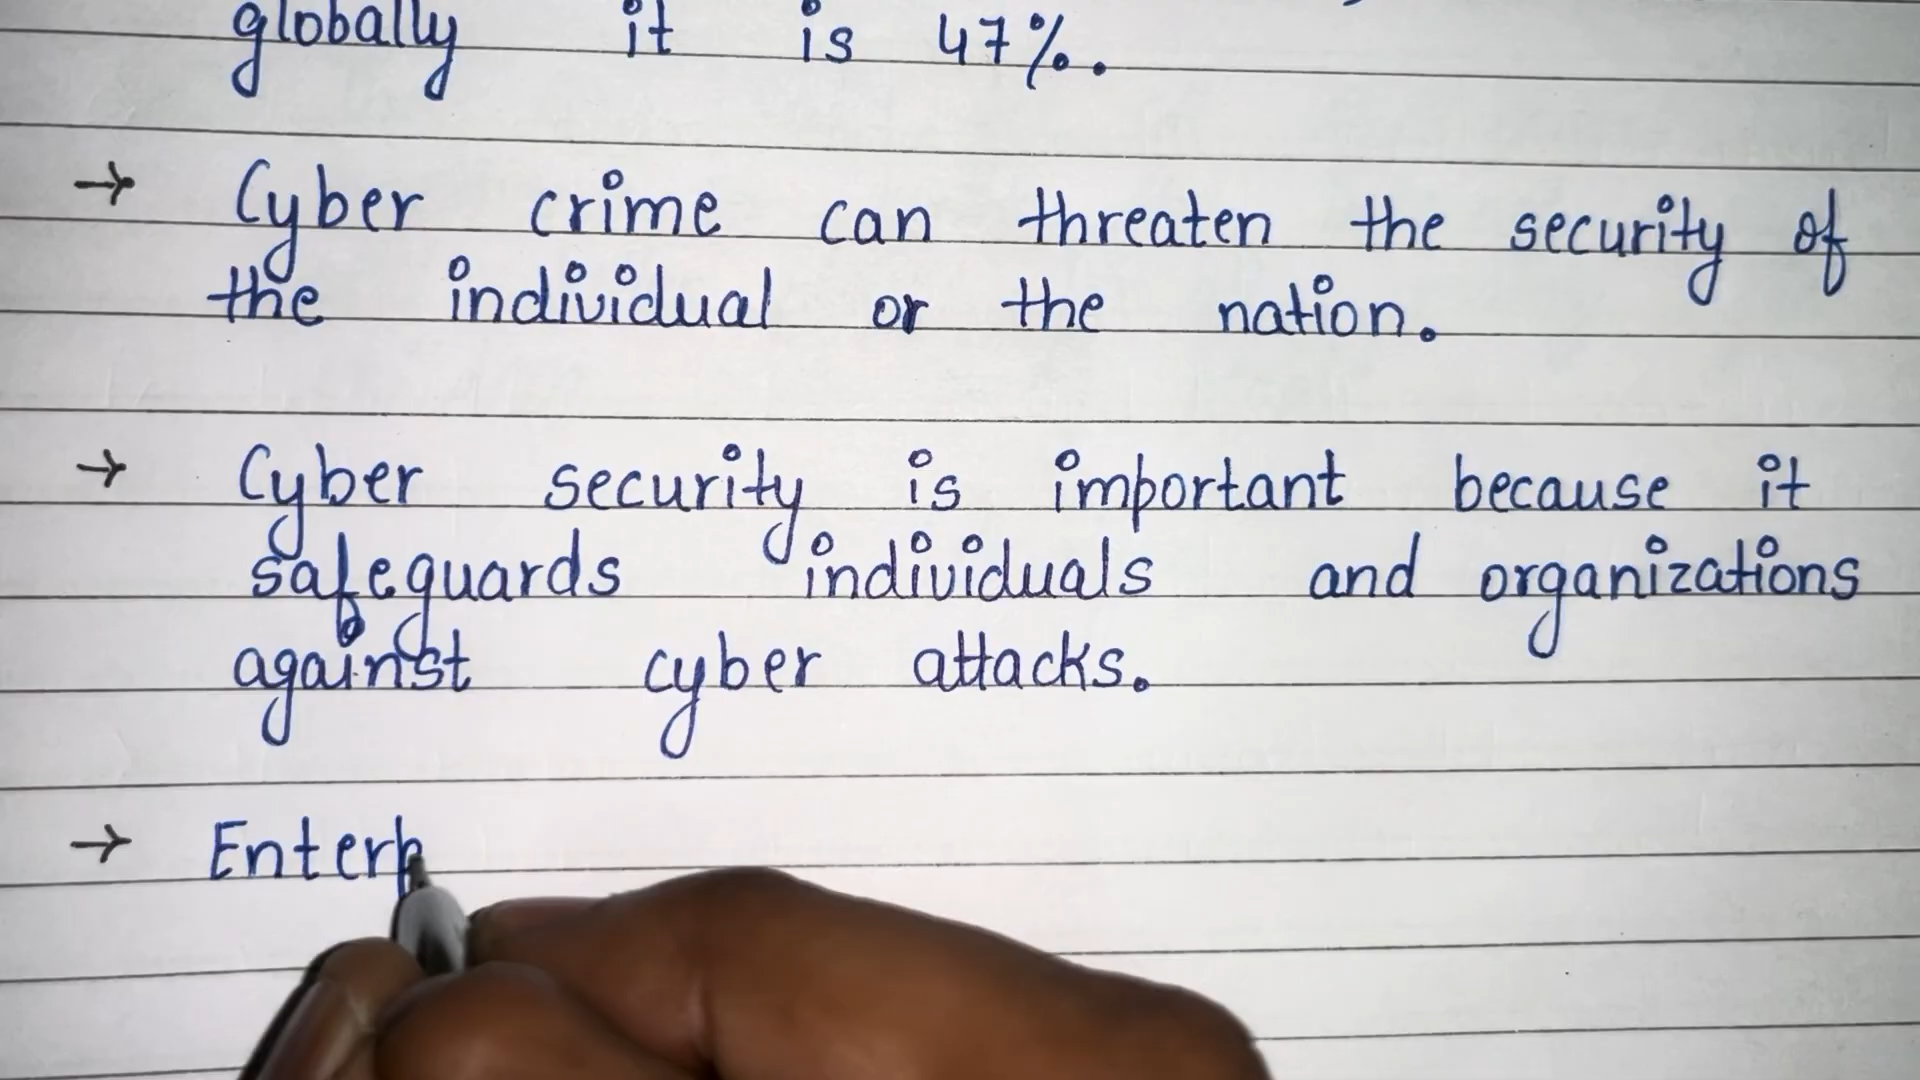 globally it is 47%.
→ Cyber crime can threaten the security of
the individual or the nation.
→ Cyber security is important because it
safeguards individuals and organizations
against cyber attacks.
→ Enterp